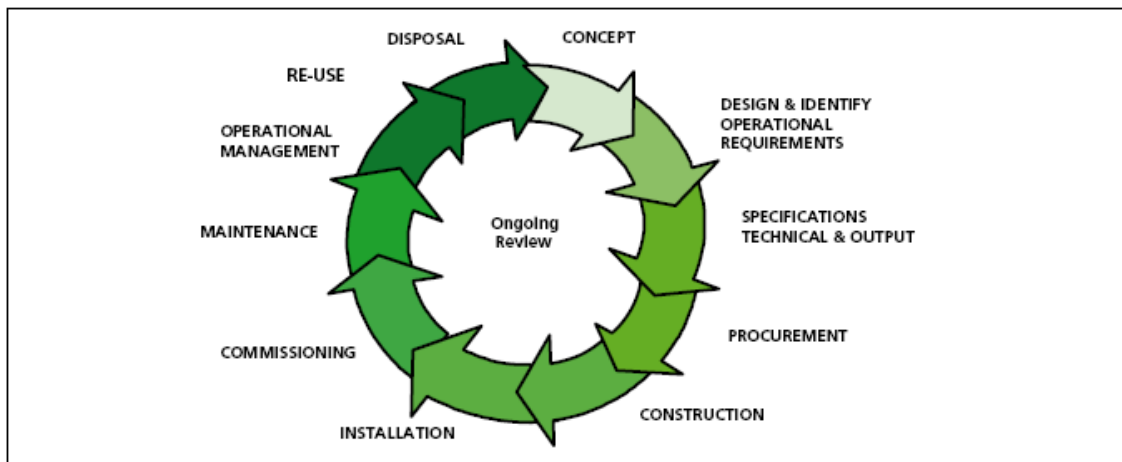 DISPOSAL
CONCEPT
RE-USE
DESIGN & IDENTIFY
OPERATIONAL
REQUIREMENTS
OPERATIONAL
MANAGEMENT
SPECIFICATIONS
TECHNICAL & OUTPUT
Ongoing
Review
MAINTENANCE
PROCUREMENT
COMMISSIONING
CONSTRUCTION
INSTALLATION